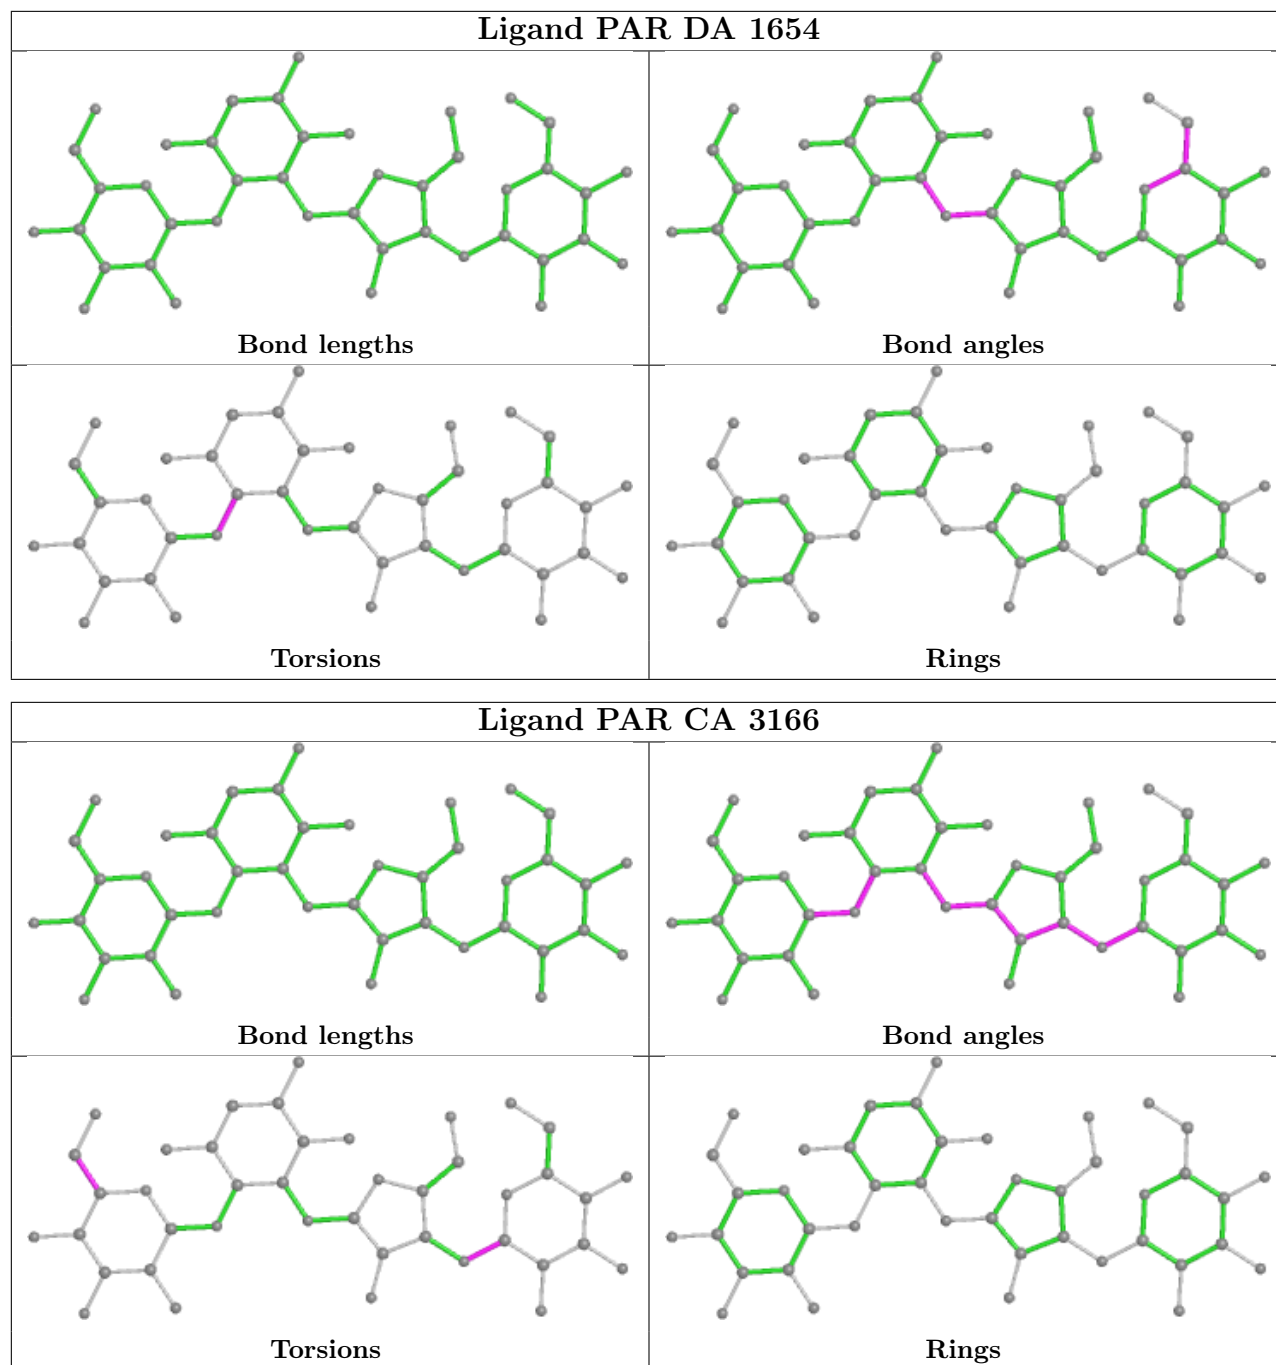 Ligand PAR DA 1654
Bond lengths
Bond angles
Torsions
Rings
Ligand PAR CA 3166
Bond lengths
Bond angles
Torsions
Rings